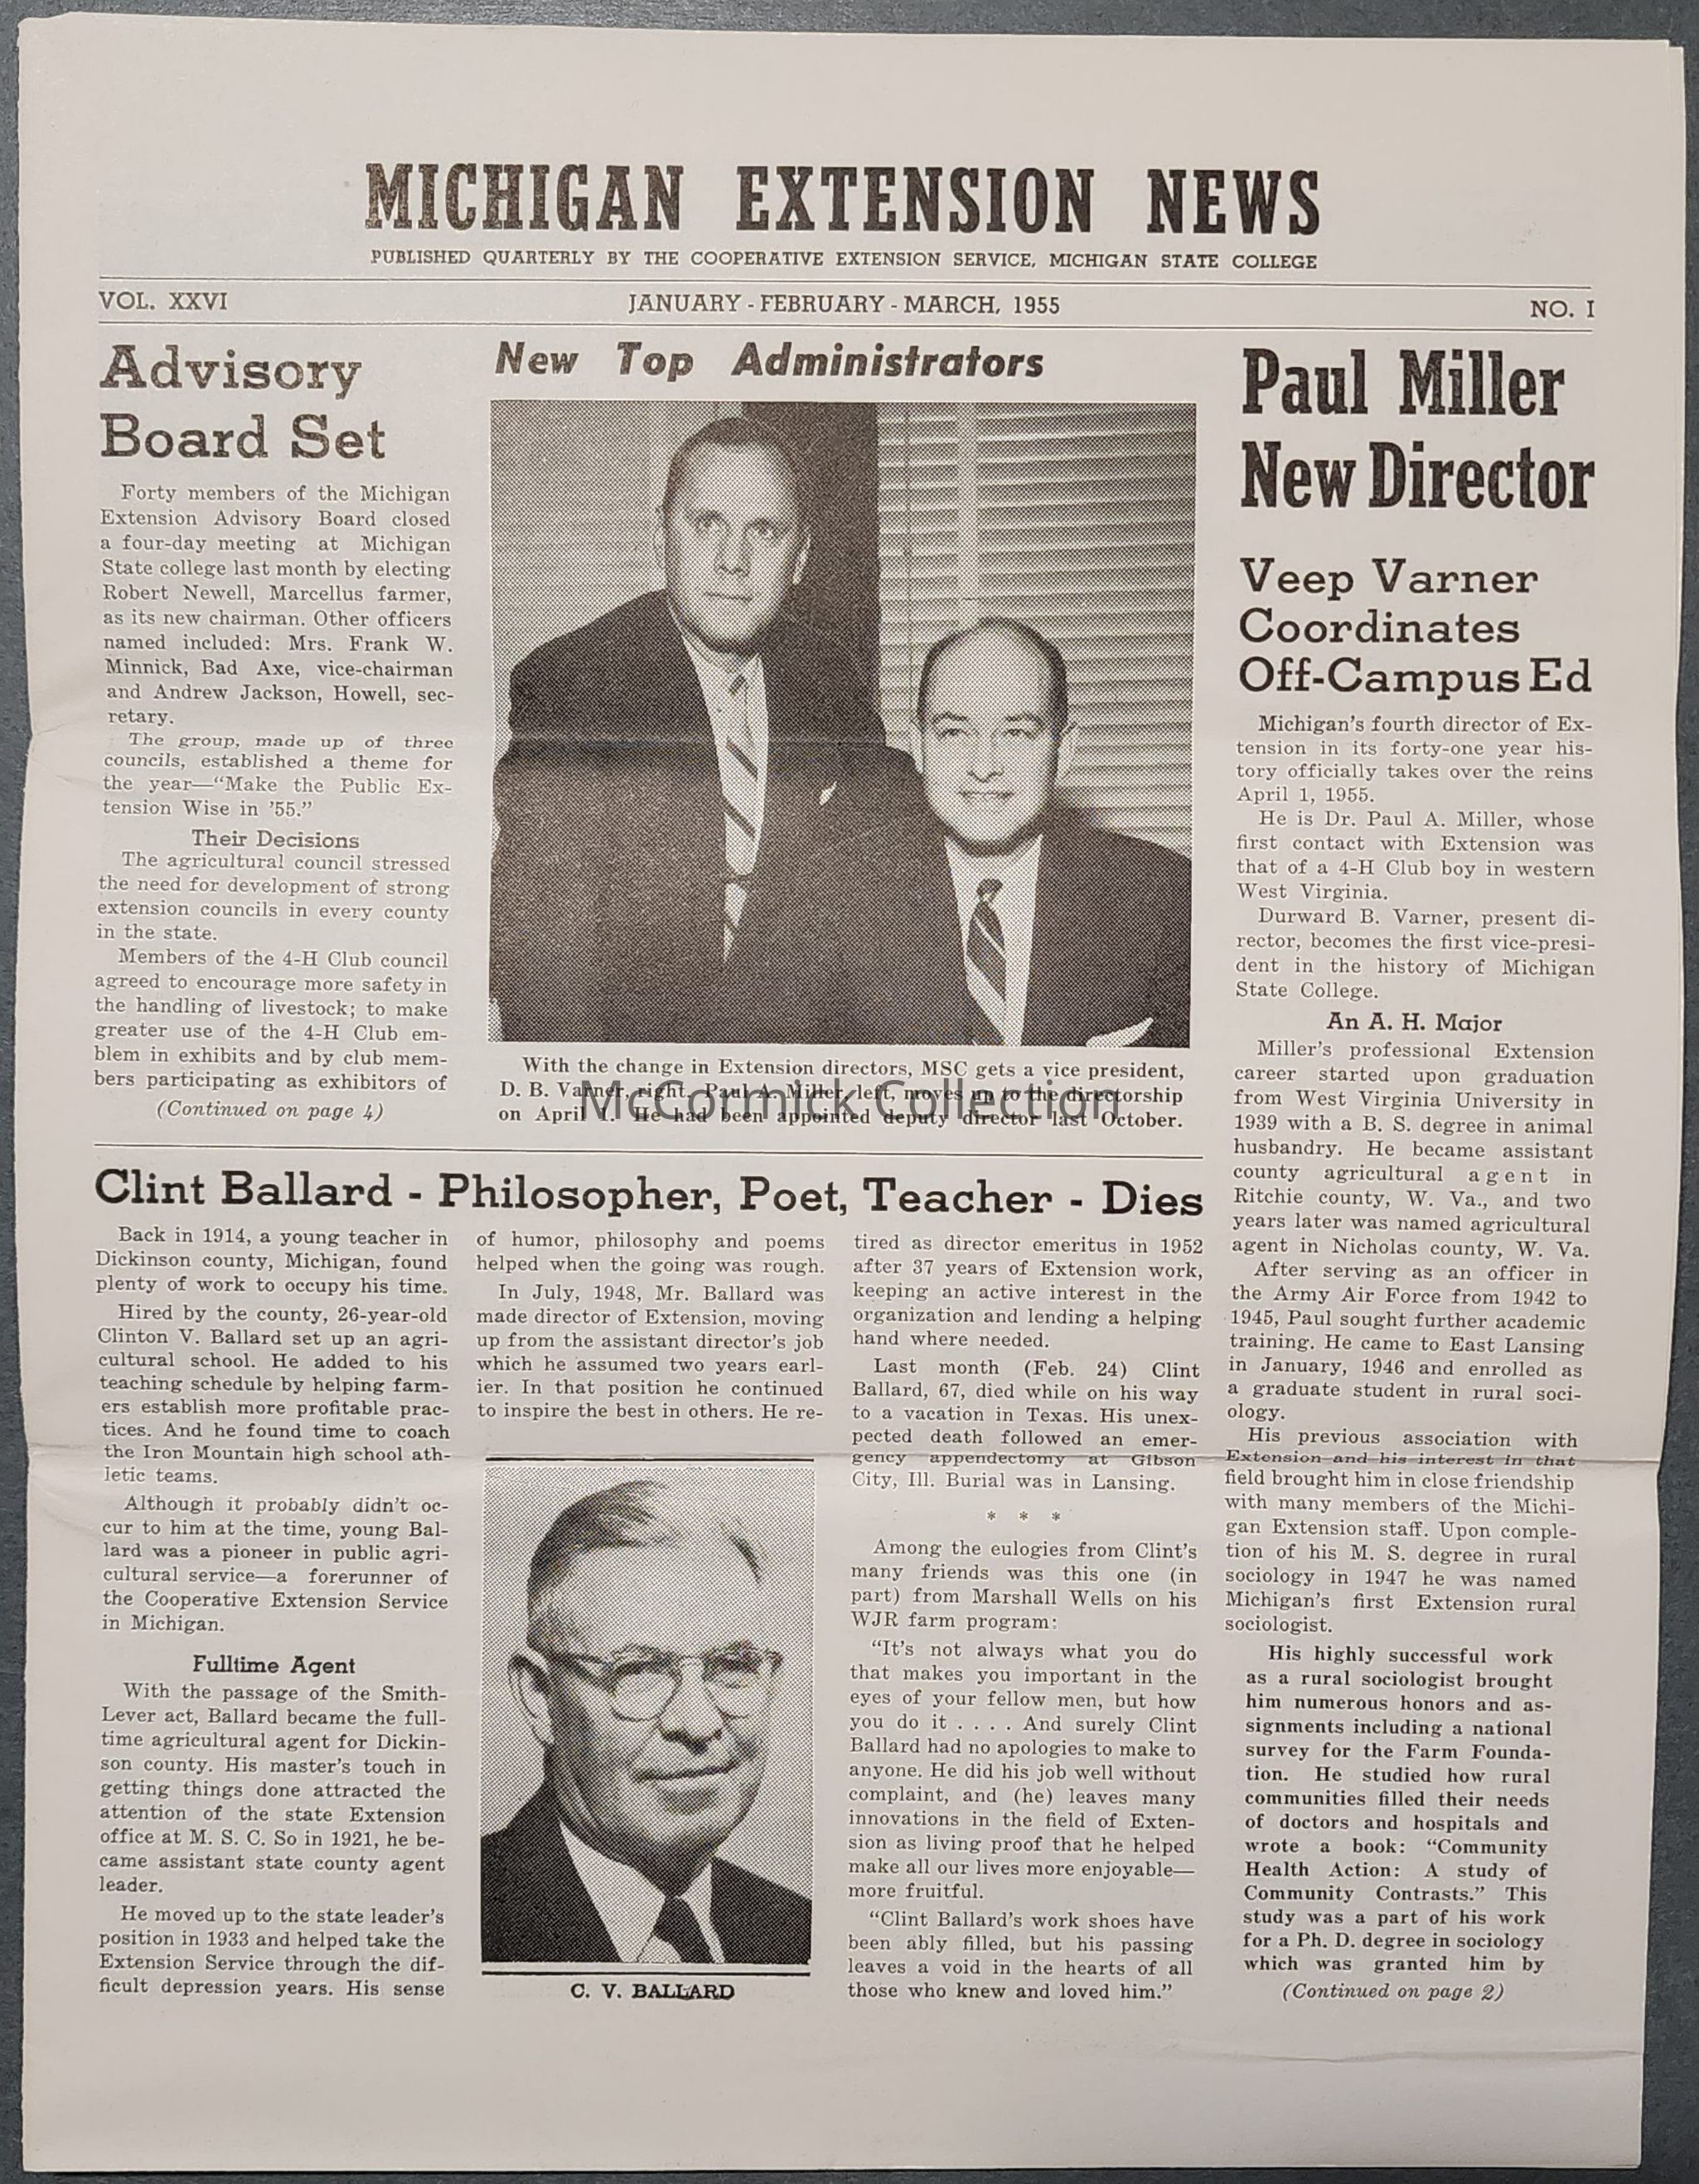 MICHIGAN EXTENSION NEWS
PUBLISHED QUARTERLY BY THE COOPERATIVE EXTENSION SERVICE, MICHIGAN STATE COLLEGE
VOL. XXVI
JANUARY - FEBRUARY - MARCH, 1955
NO. I
Advisory
Board Set
Forty members of the Michigan
Extension Advisory Board closed
a four-day meeting at Michigan
State college last month by electing
Robert Newell, Marcellus farmer,
as its new chairman. Other officers
named included: Mrs. Frank W.
Minnick, Bad Axe, vice-chairman
and Andrew Jackson, Howell, sec-
retary.
The group, made up of three
councils, established a theme for
the year—“Make the Public Ex-
tension Wise in ’55.”
Their Decisions
The agricultural council stressed
the need for development of strong
extension councils in every county
in the state.
Members of the 4-H Club council
agreed to encourage more safety in
the handling of livestock; to make
greater use of the 4-H Club em-
blem in exhibits and by club mem-
bers participating as exhibitors of
(Continued on page 4)
New Top Administrators
With the change in Extension directors, MSC gets a vice president,
D. B. Varner, right. Paul A. Miller, left, moves up to the directorship
on April 1. He had been appointed deputy director last October.
McCormick Collection
Paul Miller
New Director
Veep Varner
Coordinates
Off-Campus Ed
Michigan’s fourth director of Ex-
tension in its forty-one year his-
tory officially takes over the reins
April 1, 1955.
He is Dr. Paul A. Miller, whose
first contact with Extension was
that of a 4-H Club boy in western
West Virginia.
Durward B. Varner, present di-
rector, becomes the first vice-presi-
dent in the history of Michigan
State College.
An A. H. Major
Miller’s professional Extension
career started upon graduation
from West Virginia University in
1939 with a B. S. degree in animal
husbandry. He became assistant
county agricultural agent in
Ritchie county, W. Va., and two
years later was named agricultural
agent in Nicholas county, W. Va.
After serving as an officer in
the Army Air Force from 1942 to
1945, Paul sought further academic
training. He came to East Lansing
in January, 1946 and enrolled as
a graduate student in rural soci-
ology.
His previous association with
Extension and his interest in that
field brought him in close friendship
with many members of the Michi-
gan Extension staff. Upon comple-
tion of his M. S. degree in rural
sociology in 1947 he was named
Michigan’s first Extension rural
sociologist.
His highly successful work
as a rural sociologist brought
him numerous honors and as-
signments including a national
survey for the Farm Founda-
tion. He studied how rural
communities filled their needs
of doctors and hospitals and
wrote a book: “Community
Health Action: A study of
Community Contrasts.” This
study was a part of his work
for a Ph. D. degree in sociology
which was granted him by
(Continued on page 2)
Clint Ballard - Philosopher, Poet, Teacher - Dies
Back in 1914, a young teacher in
Dickinson county, Michigan, found
plenty of work to occupy his time.
Hired by the county, 26-year-old
Clinton V. Ballard set up an agri-
cultural school. He added to his
teaching schedule by helping farm-
ers establish more profitable prac-
tices. And he found time to coach
the Iron Mountain high school ath-
letic teams.
Although it probably didn’t oc-
cur to him at the time, young Bal-
lard was a pioneer in public agri-
cultural service—a forerunner of
the Cooperative Extension Service
in Michigan.
Fulltime Agent
With the passage of the Smith-
Lever act, Ballard became the full-
time agricultural agent for Dickin-
son county. His master’s touch in
getting things done attracted the
attention of the state Extension
office at M. S. C. So in 1921, he be-
came assistant state county agent
leader.
He moved up to the state leader’s
position in 1933 and helped take the
Extension Service through the dif-
ficult depression years. His sense
of humor, philosophy and poems
helped when the going was rough.
In July, 1948, Mr. Ballard was
made director of Extension, moving
up from the assistant director’s job
which he assumed two years earl-
ier. In that position he continued
to inspire the best in others. He re-
C. V. BALLARD
tired as director emeritus in 1952
after 37 years of Extension work,
keeping an active interest in the
organization and lending a helping
hand where needed.
Last month (Feb. 24) Clint
Ballard, 67, died while on his way
to a vacation in Texas. His unex-
pected death followed an emer-
gency appendectomy at Gibson
City, Ill. Burial was in Lansing.
* * *
Among the eulogies from Clint’s
many friends was this one (in
part) from Marshall Wells on his
WJR farm program:
“It’s not always what you do
that makes you important in the
eyes of your fellow men, but how
you do it . . . . And surely Clint
Ballard had no apologies to make to
anyone. He did his job well without
complaint, and (he) leaves many
innovations in the field of Exten-
sion as living proof that he helped
make all our lives more enjoyable—
more fruitful.
“Clint Ballard’s work shoes have
been ably filled, but his passing
leaves a void in the hearts of all
those who knew and loved him.”